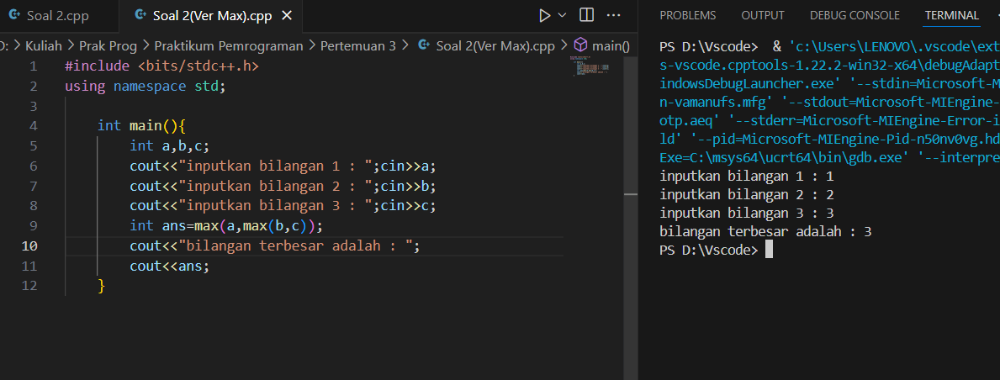 Soal 2.cpp
Soal 2(Ver Max).cpp
D: > Kuliah > Prak Prog > Praktikum Pemrograman > Pertemuan 3 > Soal 2(Ver Max).cpp > main()
1 #include <bits/stdc++.h>
2 using namespace std;
3
4 int main(){
5 int a,b,c;
6 cout<<"inputkan bilangan 1 : ";cin>>a;
7 cout<<"inputkan bilangan 2 : ";cin>>b;
8 cout<<"inputkan bilangan 3 : ";cin>>c;
9 int ans=max(a,max(b,c));
10 cout<<"bilangan terbesar adalah : ";
11 cout<<ans;
12 }
PROBLEMS OUTPUT DEBUG CONSOLE TERMINAL
PS D:\Vscode> & 'c:\Users\LENOVO\.vscode\ext
s-vscode.cpptools-1.22.2-win32-x64\debugAdapt
indowsDebugLauncher.exe' '--stdin=Microsoft-M
n-vamanufs.mfg' '--stdout=Microsoft-MIEngine-
otp.aeq' '--stderr=Microsoft-MIEngine-Error-i
ld' '--pid=Microsoft-MIEngine-Pid-n50nv0vg.hd
Exe=C:\msys64\ucrt64\bin\gdb.exe' '--interpre
inputkan bilangan 1 : 1
inputkan bilangan 2 : 2
inputkan bilangan 3 : 3
bilangan terbesar adalah : 3
PS D:\Vscode>